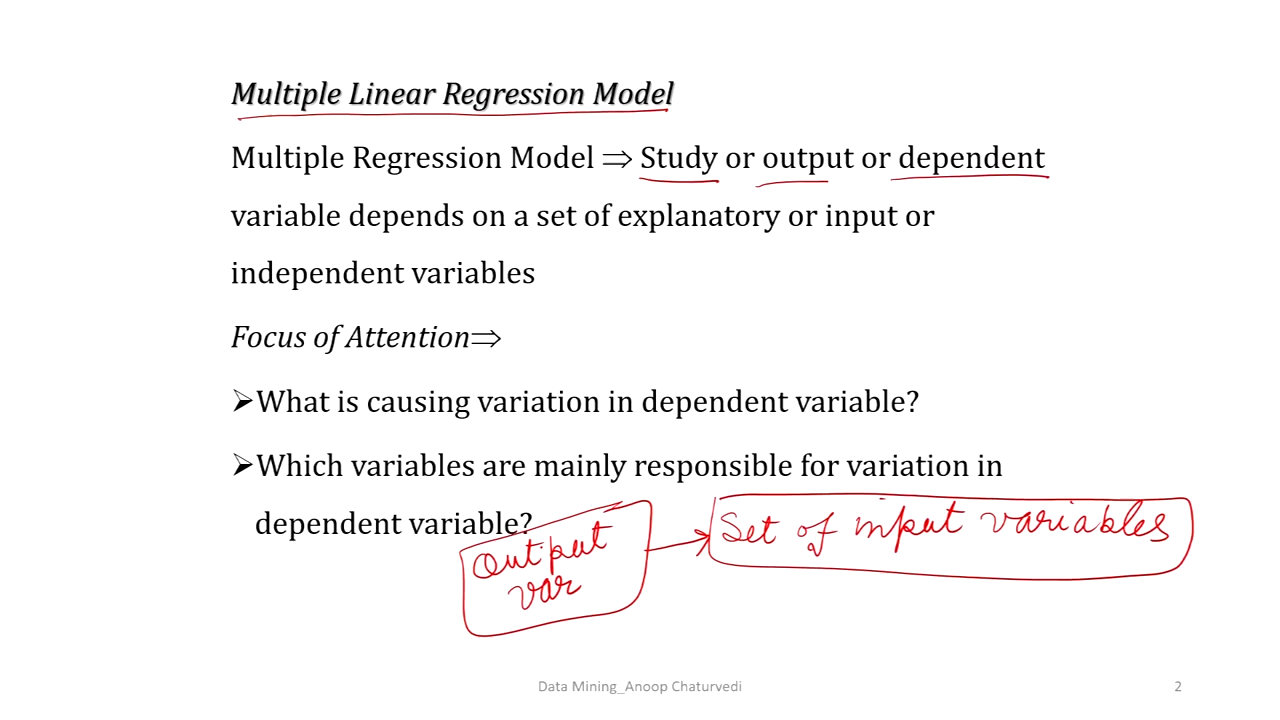 Multiple Linear Regression Model
Multiple Regression Model ⇒ Study or output or dependent
variable depends on a set of explanatory or input or
independent variables
Focus of Attention⇒
➢What is causing variation in dependent variable?
➢Which variables are mainly responsible for variation in
dependent variable?
Output
var
Set of input variables
Data Mining_Anoop Chaturvedi
2